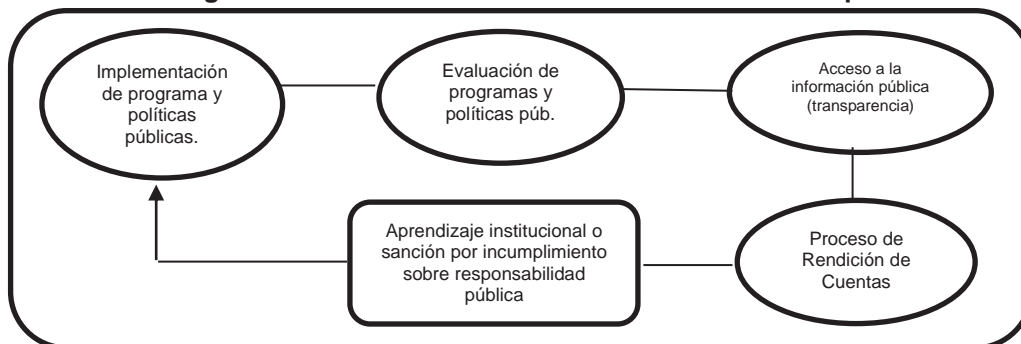 Implementación
de programa y
políticas
públicas.
Evaluación de
programas y
políticas púb.
Acceso a la
información pública
(transparencia)
Proceso de
Rendición de
Cuentas
Aprendizaje institucional o
sanción por incumplimiento
sobre responsabilidad
pública